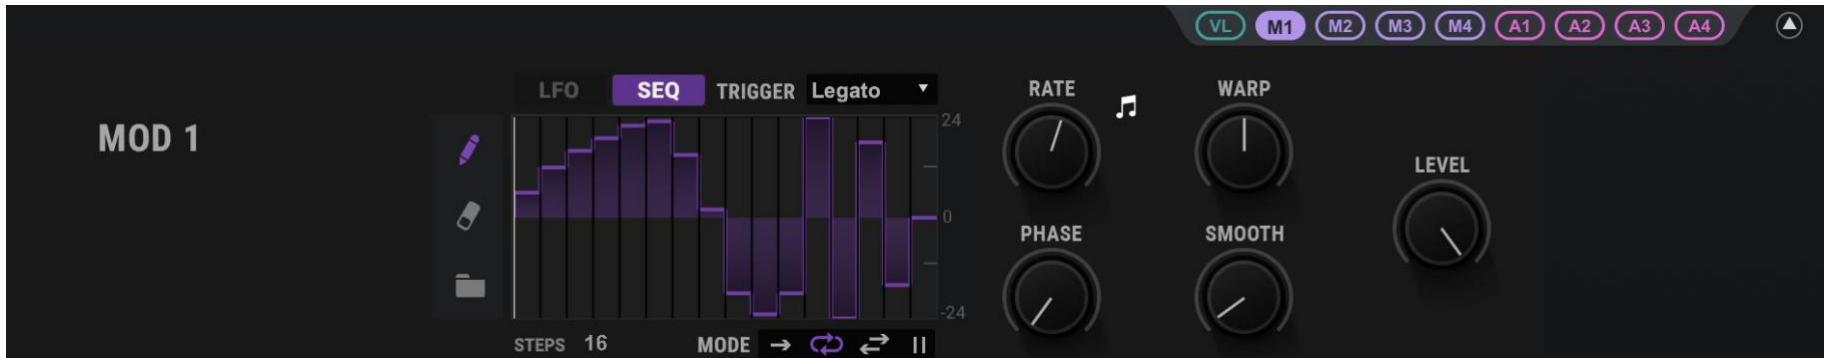 VL M1 M2 M3 M4 A1 A2 A3 A4
MOD 1
LFO SEQ TRIGGER Legato
24
0
-24
STEPS 16 MODE
RATE WARP
PHASE SMOOTH
LEVEL